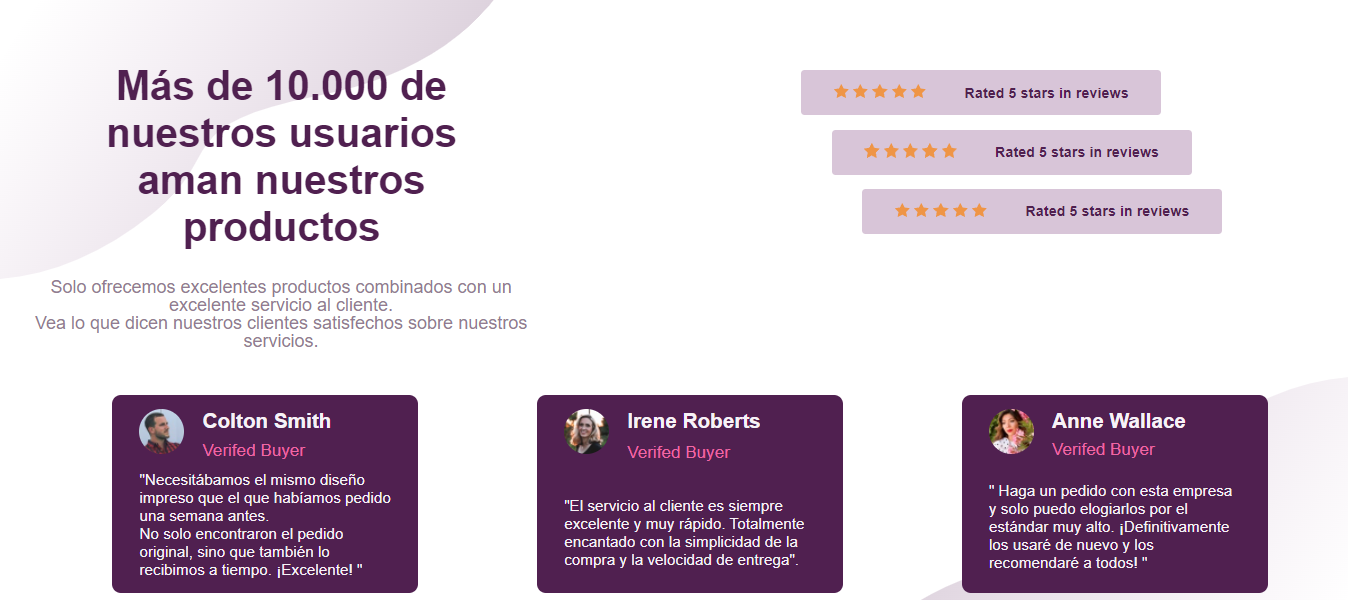 Más de 10.000 de
nuestros usuarios
aman nuestros
productos
Solo ofrecemos excelentes productos combinados con un
excelente servicio al cliente.
Vea lo que dicen nuestros clientes satisfechos sobre nuestros
servicios.
Rated 5 stars in reviews
Rated 5 stars in reviews
Rated 5 stars in reviews
Colton Smith
Verifed Buyer
"Necesitábamos el mismo diseño
impreso que el que habíamos pedido
una semana antes.
No solo encontraron el pedido
original, sino que también lo
recibimos a tiempo. ¡Excelente! "
Irene Roberts
Verifed Buyer
"El servicio al cliente es siempre
excelente y muy rápido. Totalmente
encantado con la simplicidad de la
compra y la velocidad de entrega".
Anne Wallace
Verifed Buyer
" Haga un pedido con esta empresa
y solo puedo elogiarlos por el
estándar muy alto. ¡Definitivamente
los usaré de nuevo y los
recomendaré a todos! "